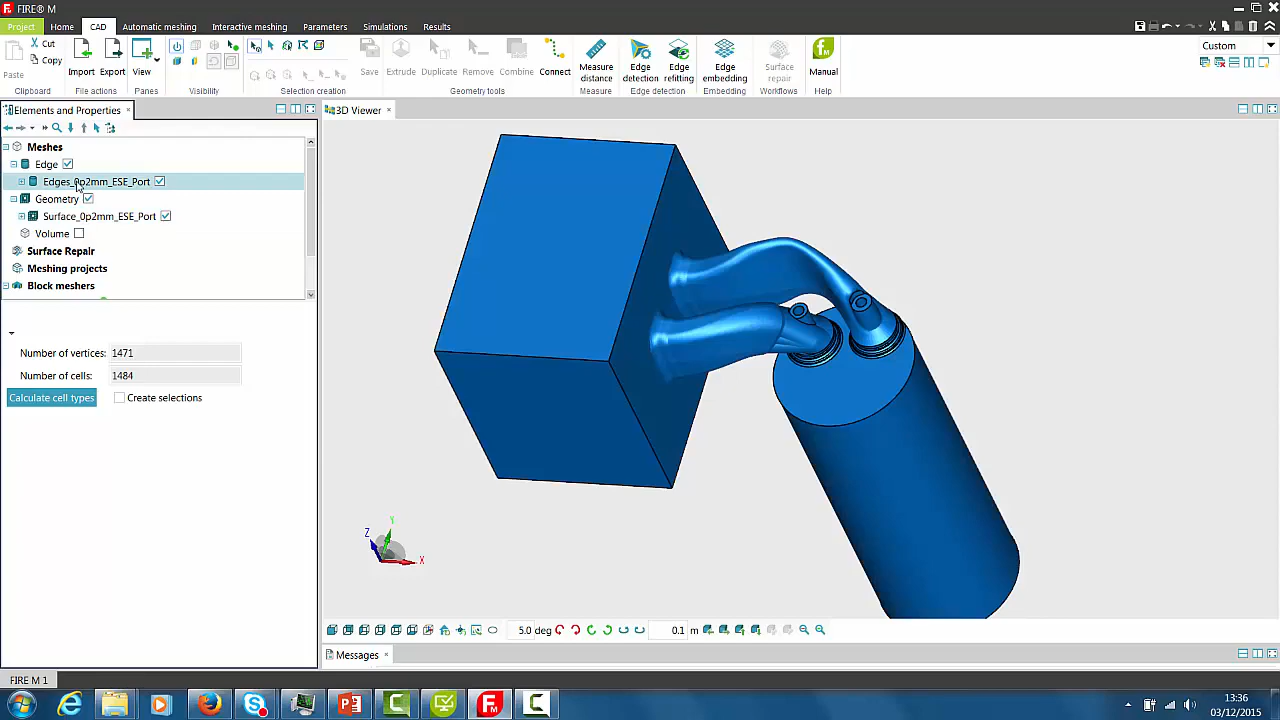 FIRE® M
Project Home CAD Automatic meshing Interactive meshing Parameters Simulations Results
Paste
Cut
Copy
Import
Export
View
Save
Extrude
Duplicate
Remove
Combine
Connect
Measure distance
Edge detection
Edge refitting
Edge embedding
Surface repair
Manual
Custom
Clipboard File actions Panes Visibility Selection creation Geometry tools Measure Edge detection Embedding Workflows Help
Elements and Properties
3D Viewer
Meshes
Edge
Edges_0p2mm_ESE_Port
Geometry
Surface_0p2mm_ESE_Port
Volume
Surface Repair
Meshing projects
Block meshers
Number of vertices: 1471
Number of cells: 1484
Calculate cell types Create selections
Y
Z
X
5.0 deg 0.1 m
Messages
FIRE M 1
13:36
03/12/2015